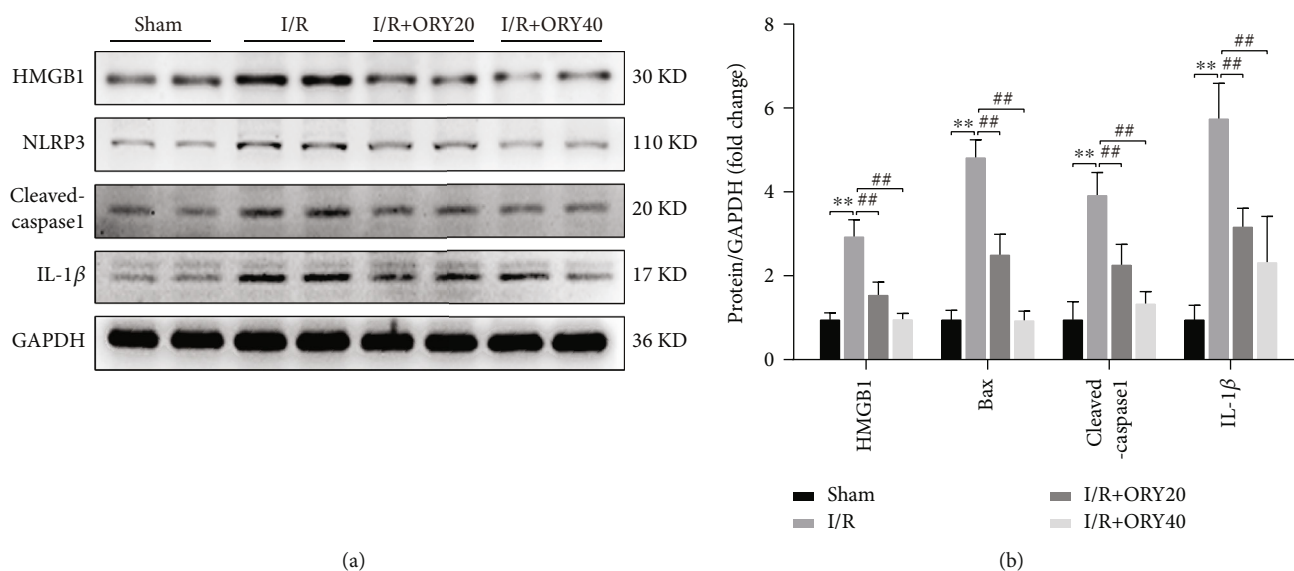 Sham I/R I/R+ORY20 I/R+ORY40
HMGB1 30 KD
NLRP3 110 KD
Cleaved-
caspase1 20 KD
IL-1β 17 KD
GAPDH 36 KD
(a)
Protein/GAPDH (fold change)
8
6
4
2
0
** ## ##
** ## ##
** ## ##
** ## ##
HMGB1
Bax
Cleaved
-caspase1
IL-1β
Sham I/R+ORY20
I/R I/R+ORY40
(b)